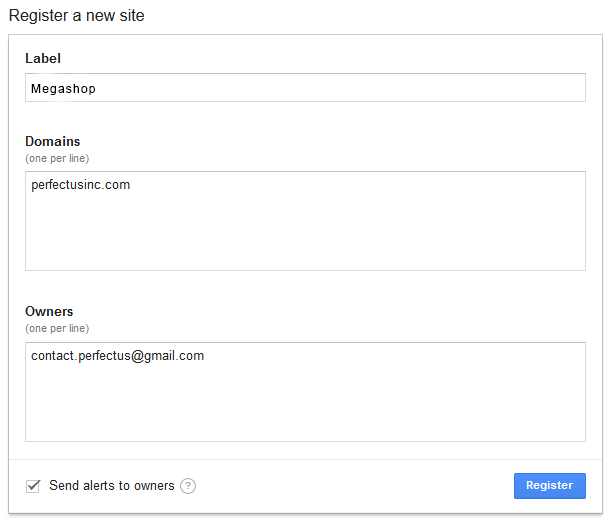 Register a new site
Label
Megashop
Domains
(one per line)
perfectusinc.com
Owners
(one per line)
contact.perfectus@gmail.com
Send alerts to owners ?
Register